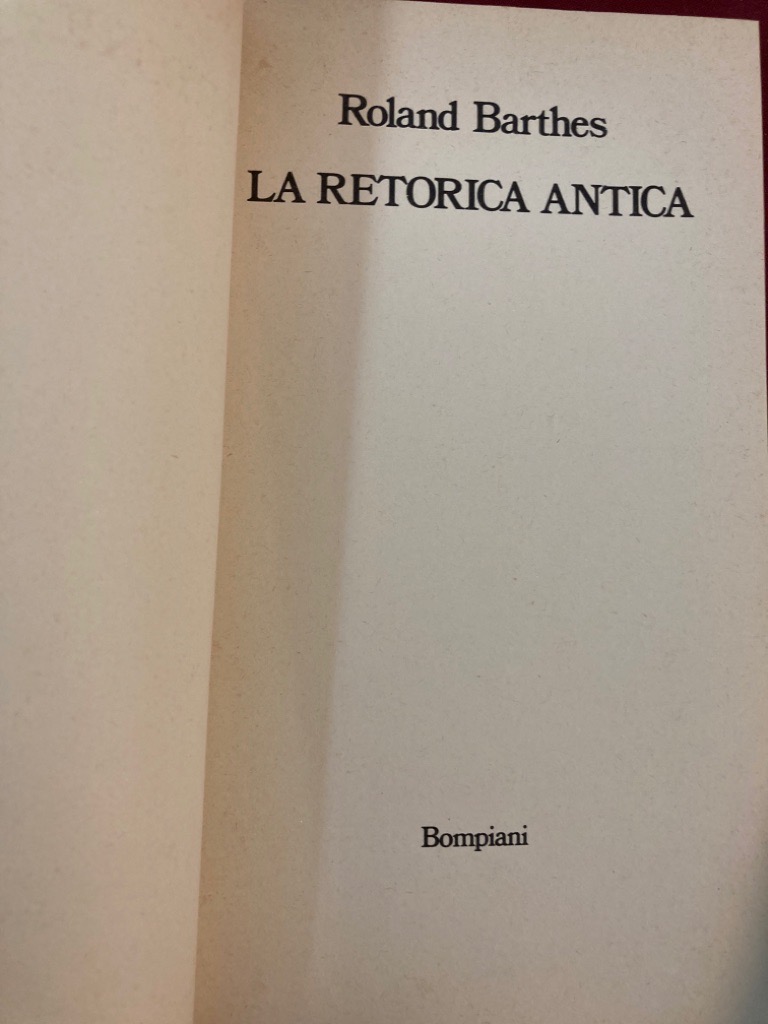 Roland Barthes
LA RETORICA ANTICA
Bompiani